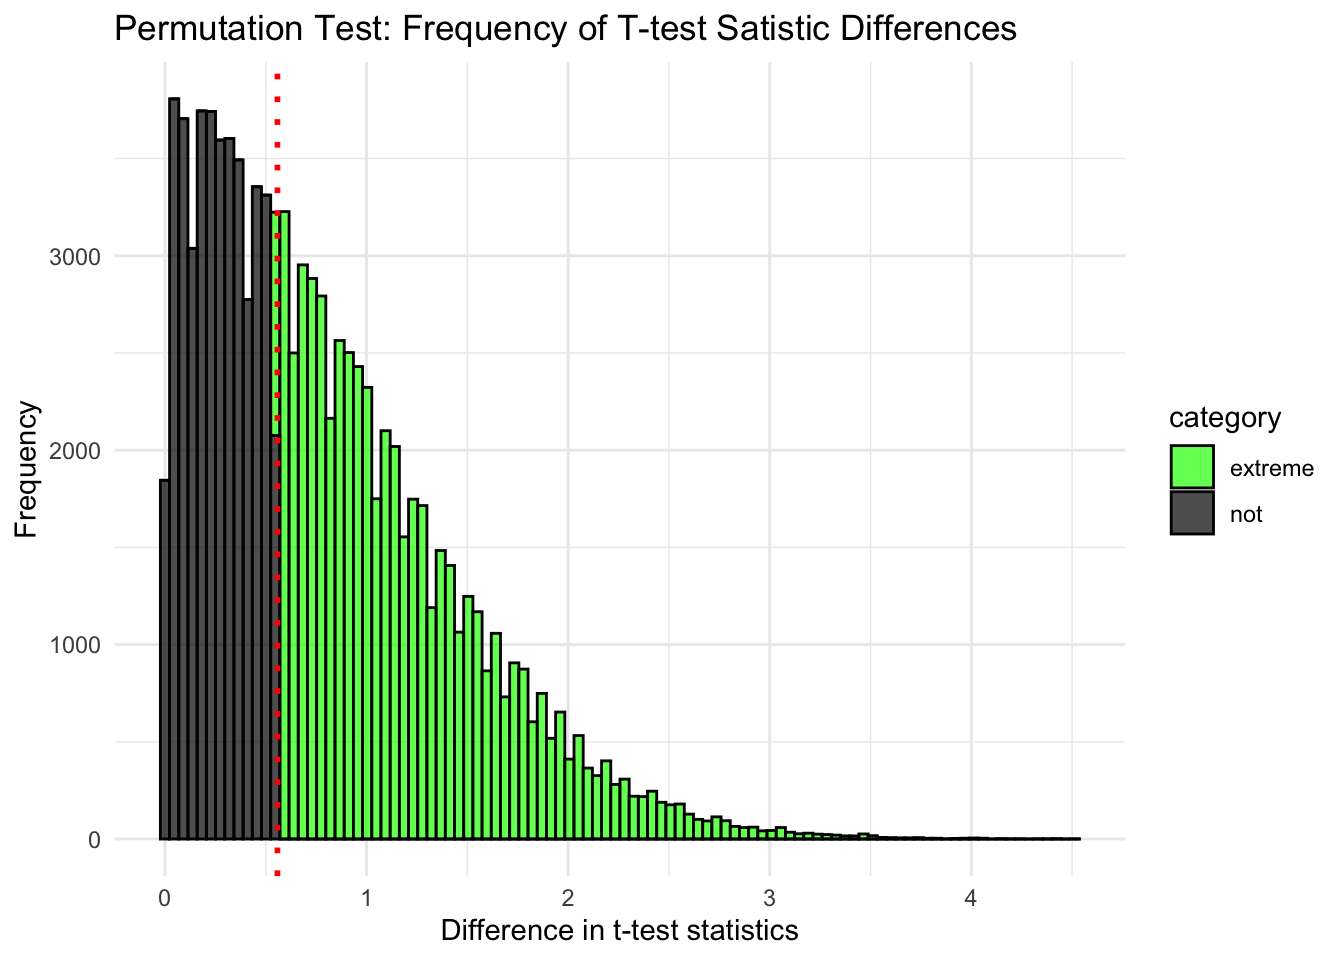 Permutation Test: Frequency of T-test Satistic Differences
Frequency
3000
2000
1000
0
0 1 2 3 4
Difference in t-test statistics
category
extreme
not